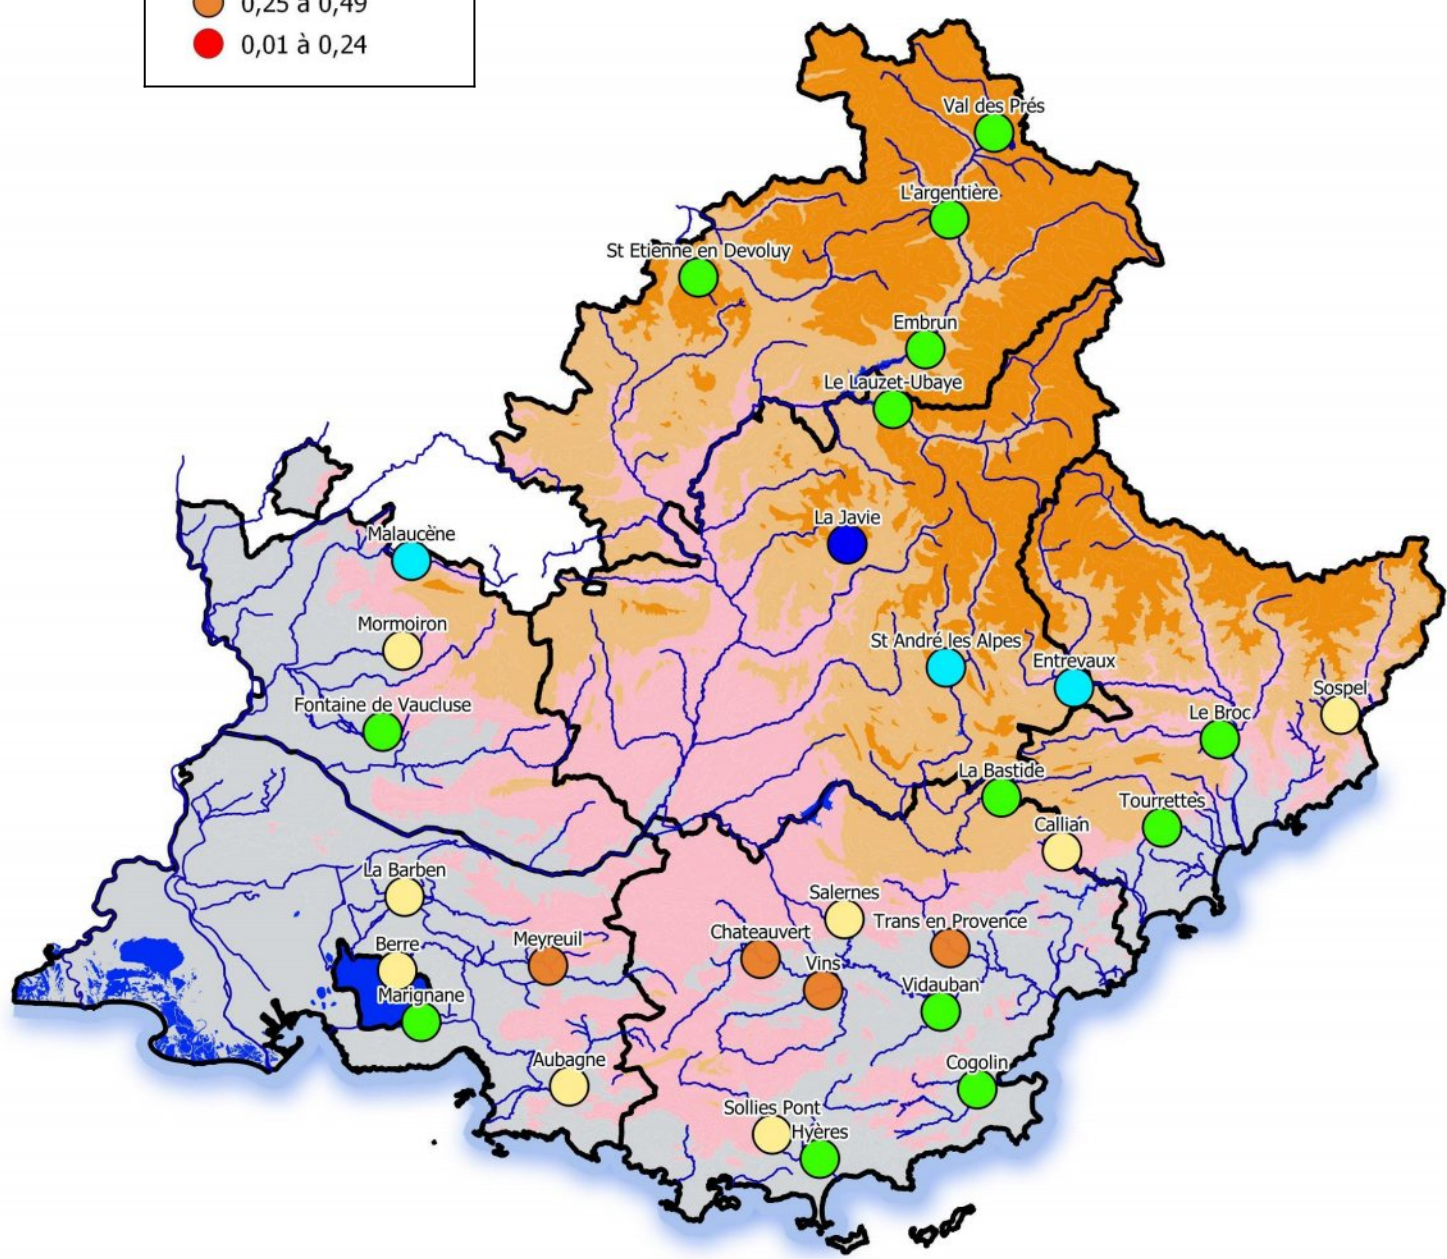 0,25 à 0,49
0,01 à 0,24
Val des Prés
L'argentière
St Etienne en Devoluy
Embrun
Le Lauzet-Ubaye
La Javie
Malaucène
Mormoiron
St André les Alpes
Entrevaux
Sospel
Fontaine de Vaucluse
Le Broc
La Bastide
Tourrettes
Callian
La Barben
Salernes
Trans en Provence
Chateauvert
Meyreuil
Berre
Vins
Vidauban
Marignane
Aubagne
Cogolin
Sollies Pont
Hyères